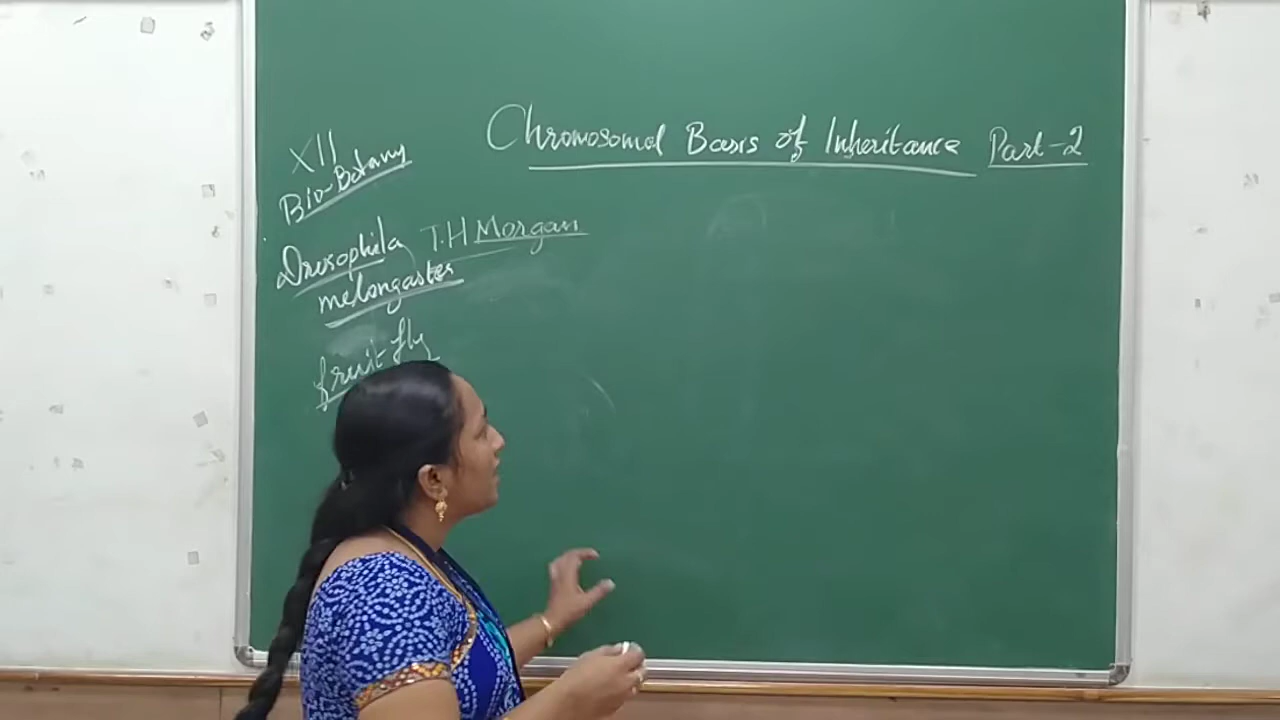 Chromosomal Basis of Inheritance Part-2
XII
Bio-Botany
Drosophila T.H Morgan
melongaster
fruit fly